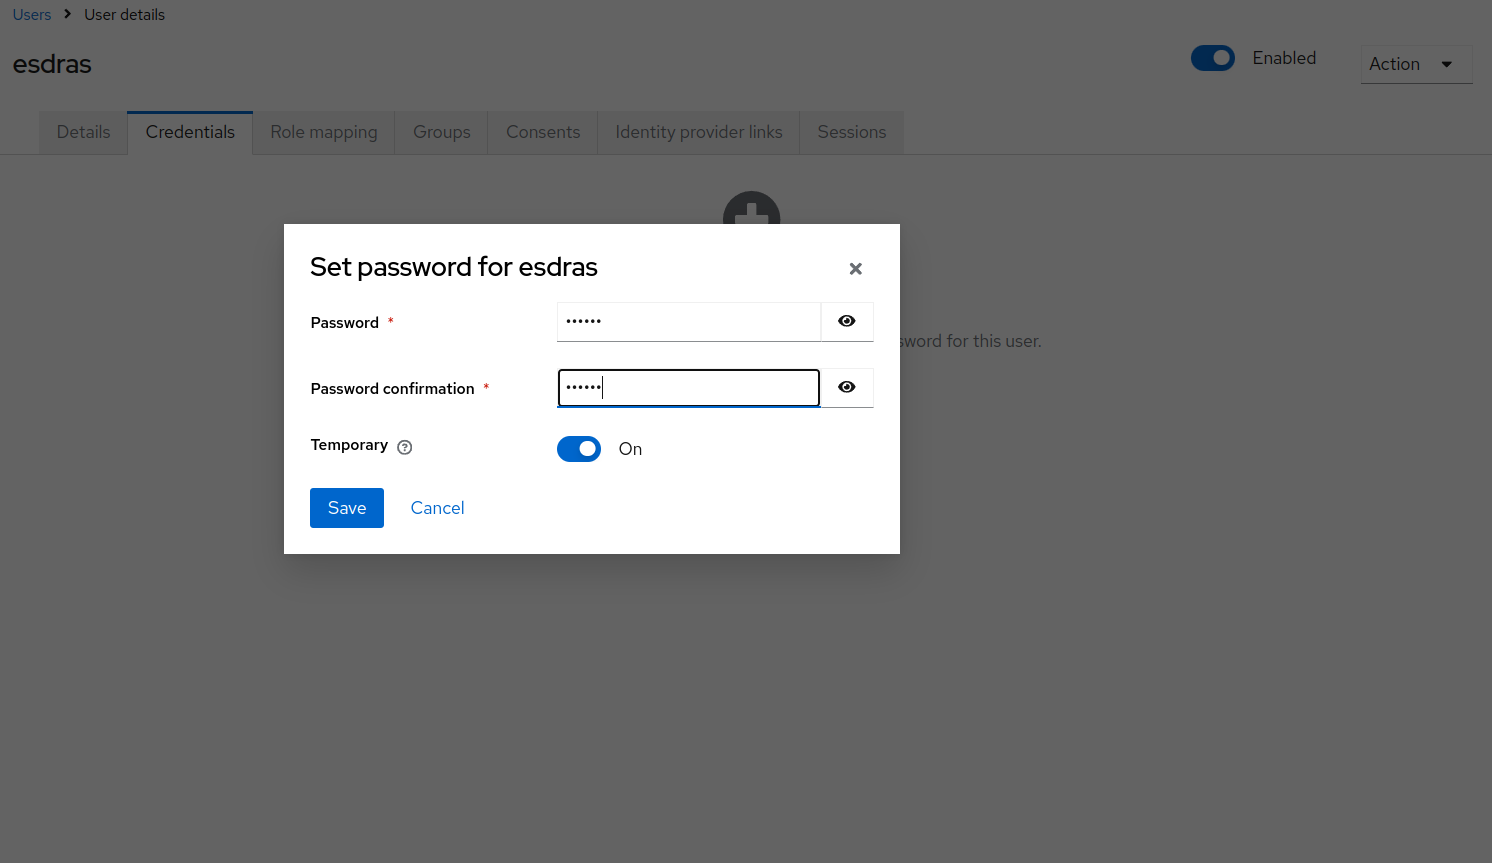 Users > User details
esdras
Enabled
Action
Details Credentials Role mapping Groups Consents Identity provider links Sessions
Set password for esdras
Password *
••••••
sword for this user.
Password confirmation *
••••••
Temporary
On
Save Cancel